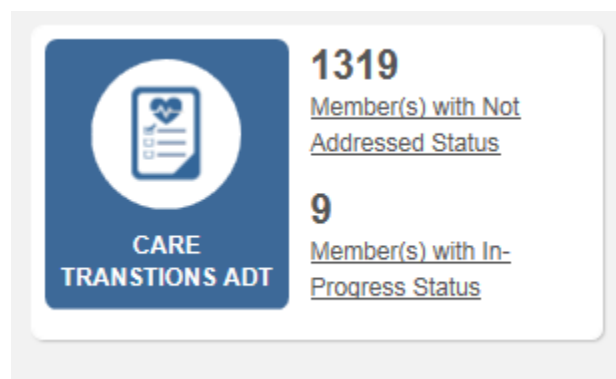 CARE
TRANSTIONS ADT
1319
Member(s) with Not
Addressed Status
9
Member(s) with In-
Progress Status